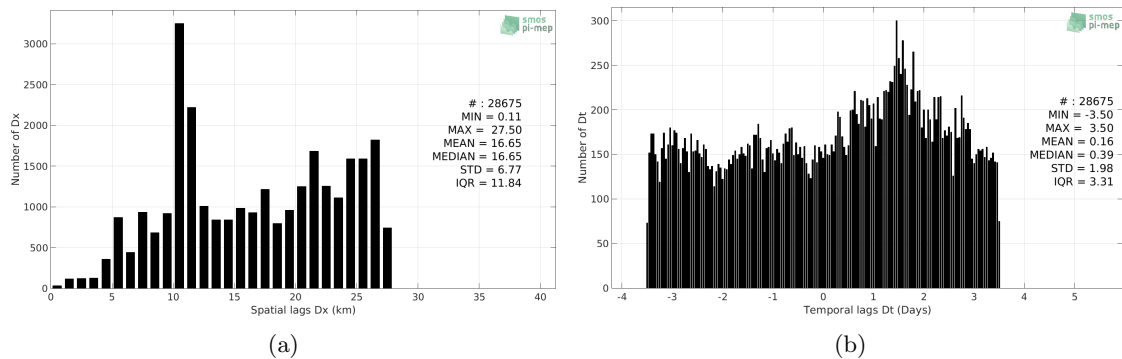 smos
pi-mep
3000
2500
2000
1500
1000
500
0
Number of Dx
# : 28675
MIN = 0.11
MAX = 27.50
MEAN = 16.65
MEDIAN = 16.65
STD = 6.77
IQR = 11.84
0 5 10 15 20 25 30 35 40
Spatial lags Dx (km)
(a)
smos
pi-mep
300
250
200
150
100
50
0
Number of Dt
# : 28675
MIN = -3.50
MAX = 3.50
MEAN = 0.16
MEDIAN = 0.39
STD = 1.98
IQR = 3.31
-4 -3 -2 -1 0 1 2 3 4 5
Temporal lags Dt (Days)
(b)